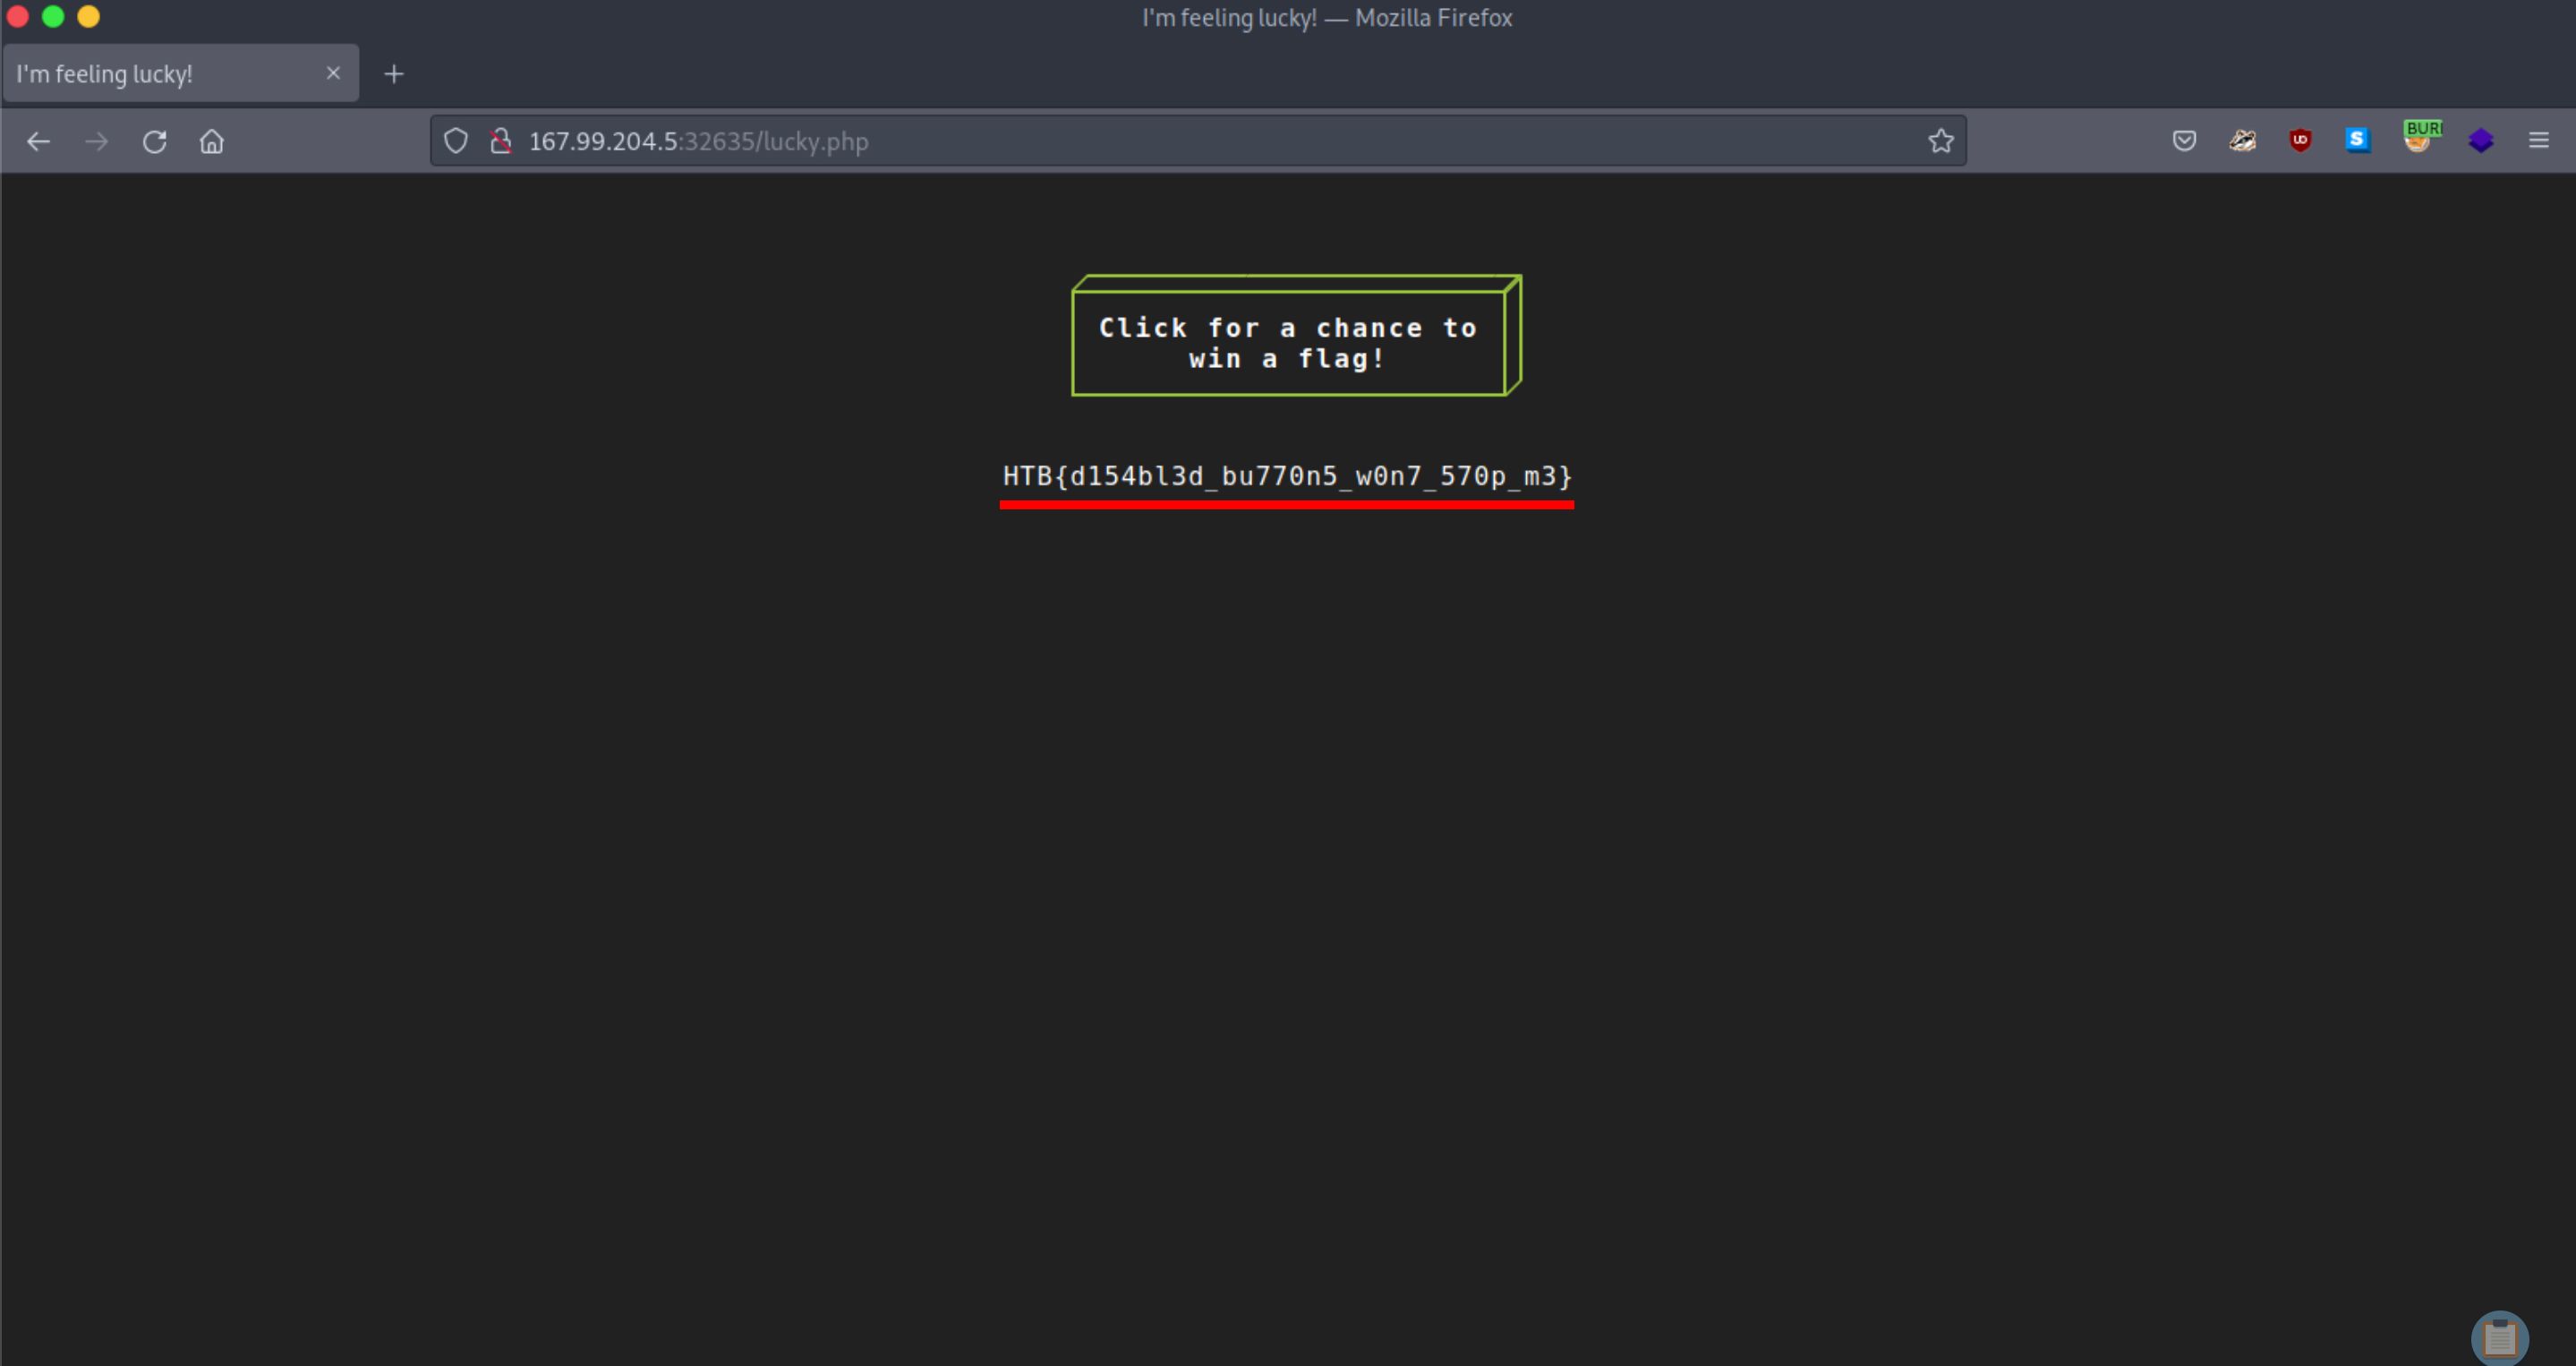 I'm feeling lucky! — Mozilla Firefox
I'm feeling lucky!
167.99.204.5:32635/lucky.php
S
BUR
Click for a chance to
win a flag!
HTB{d154bl3d_bu770n5_w0n7_570p_m3}